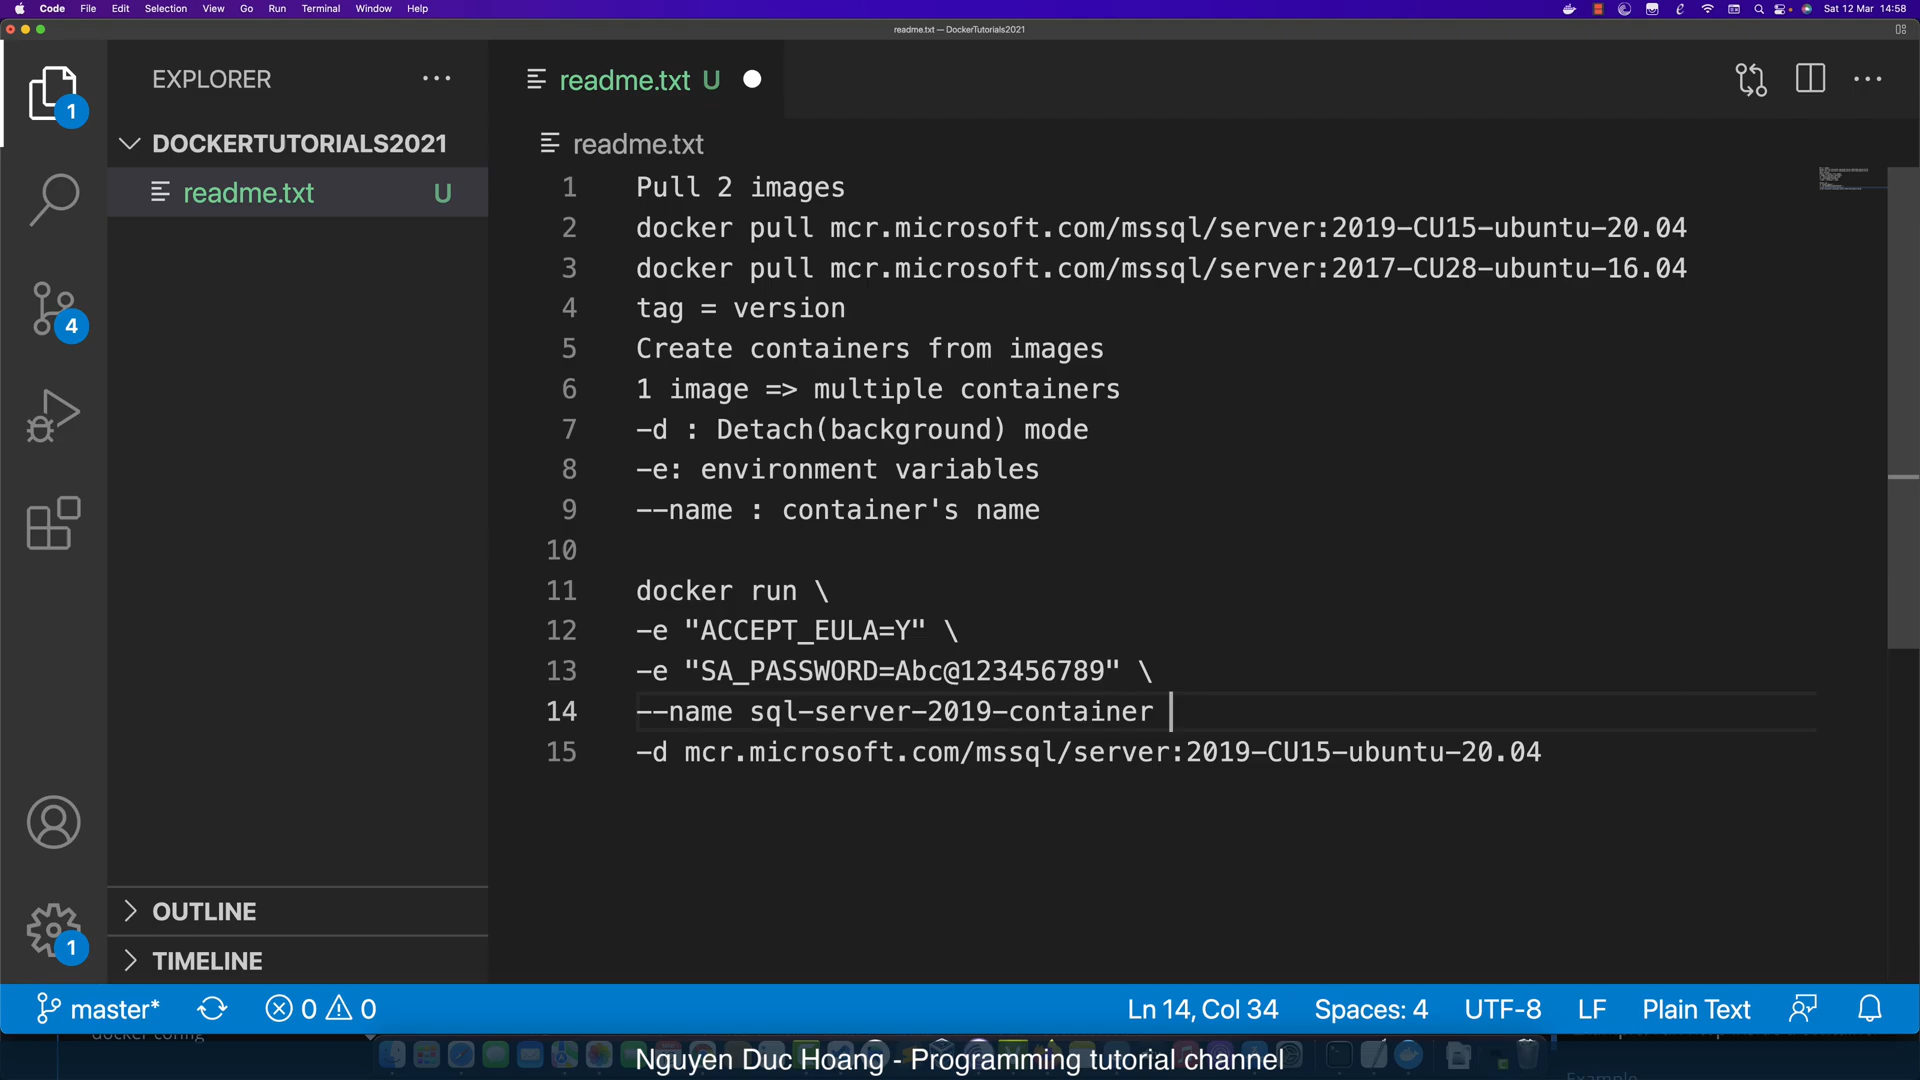 Code File Edit Selection View Go Run Terminal Window Help
Sat 12 Mar 14:58
readme.txt — DockerTutorials2021
EXPLORER
readme.txt U
1
DOCKERTUTORIALS2021
readme.txt
readme.txt U
4
1 Pull 2 images
2 docker pull mcr.microsoft.com/mssql/server:2019-CU15-ubuntu-20.04
3 docker pull mcr.microsoft.com/mssql/server:2017-CU28-ubuntu-16.04
4 tag = version
5 Create containers from images
6 1 image => multiple containers
7 -d : Detach(background) mode
8 -e: environment variables
9 --name : container's name
10
11 docker run \
12 -e "ACCEPT_EULA=Y" \
13 -e "SA_PASSWORD=Abc@123456789" \
14 --name sql-server-2019-container
15 -d mcr.microsoft.com/mssql/server:2019-CU15-ubuntu-20.04
OUTLINE
1
TIMELINE
master* 0 0 Ln 14, Col 34 Spaces: 4 UTF-8 LF Plain Text
docker config
Nguyen Duc Hoang - Programming tutorial channel